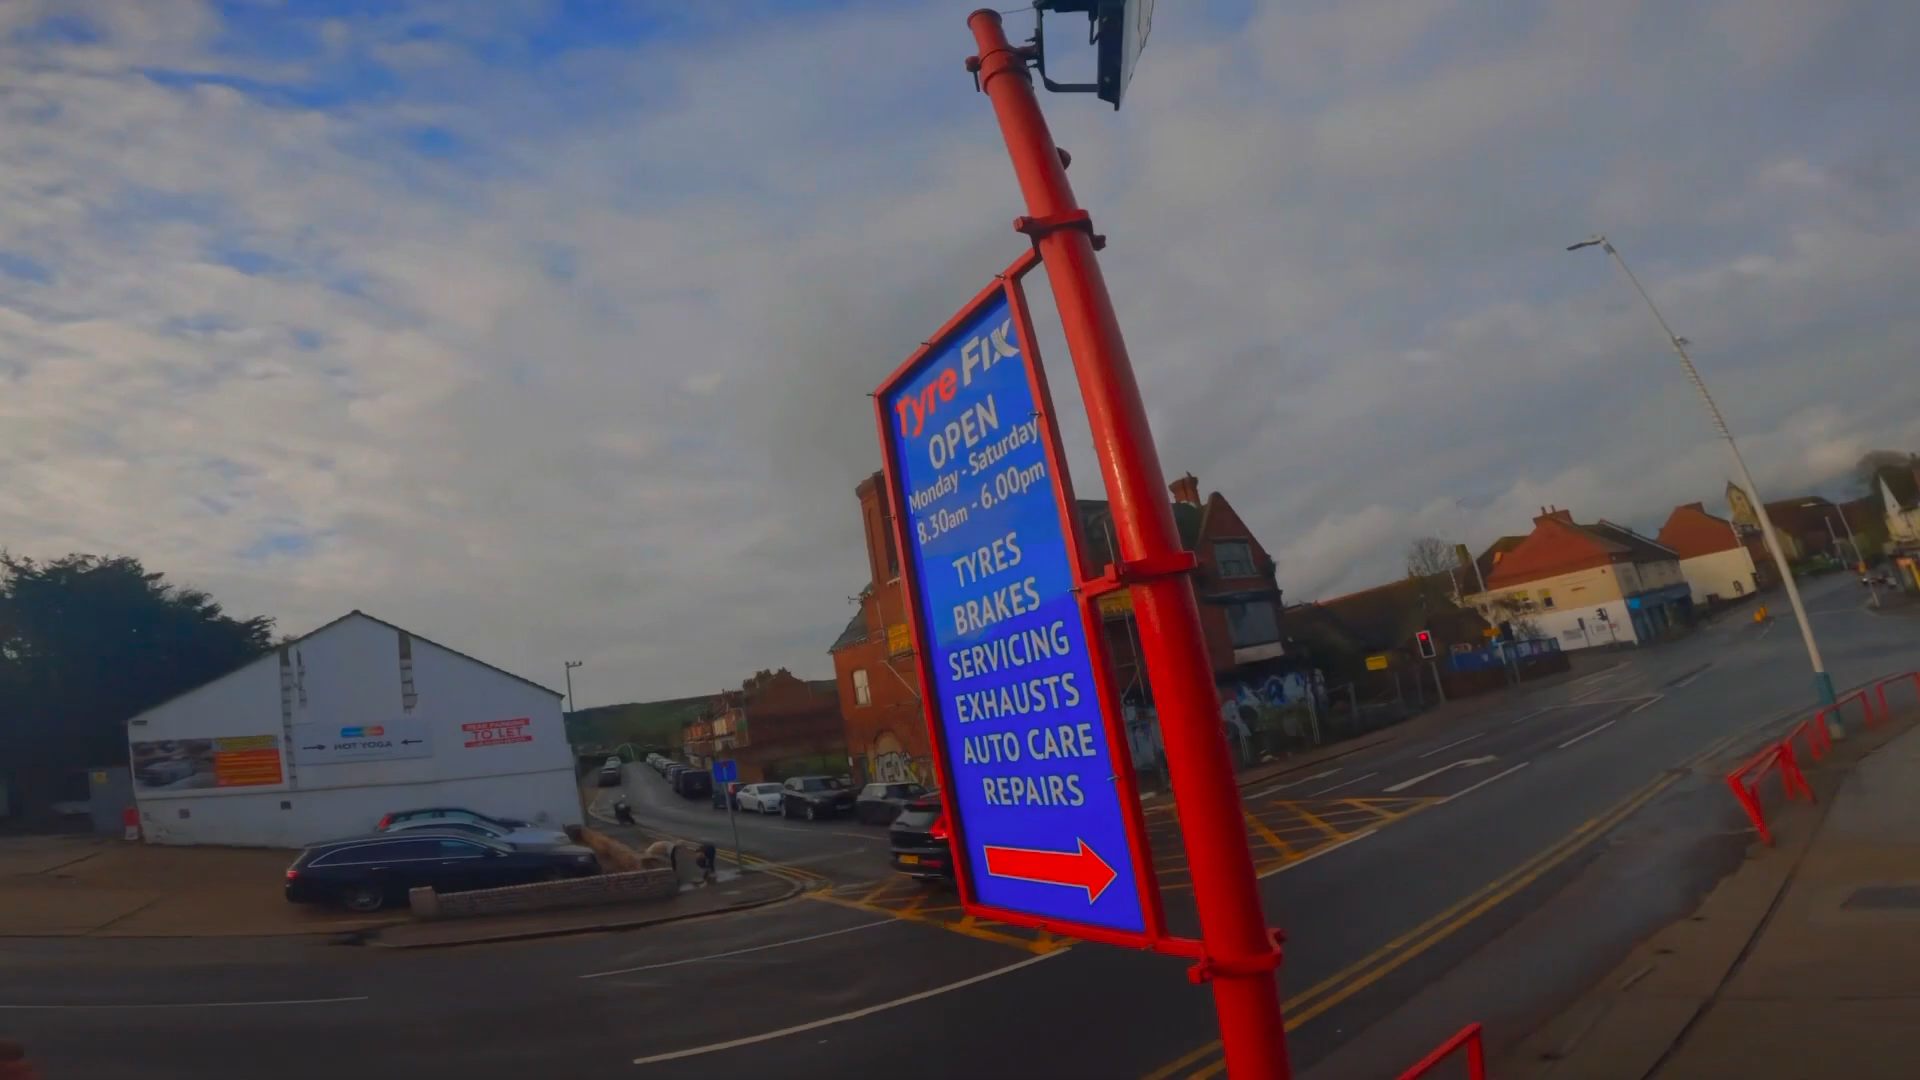 Tyre Fix
OPEN
Monday - Saturday
8.30am - 6.00pm
TYRES
BRAKES
SERVICING
EXHAUSTS
AUTO CARE
REPAIRS
HOT YOGA
TO LET